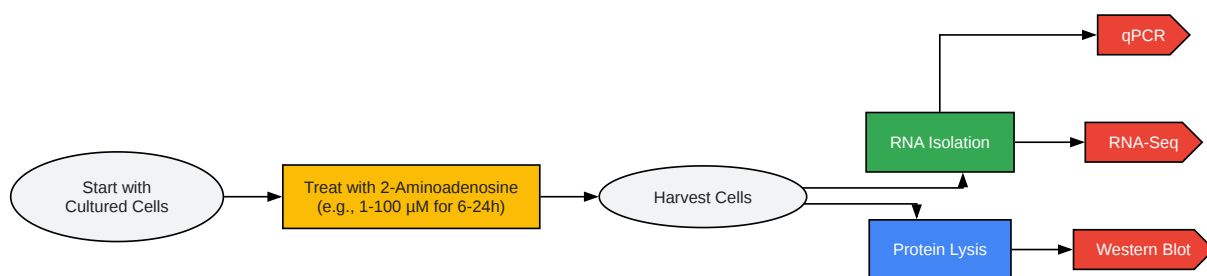 Start with
Cultured Cells
Treat with 2-Aminoadenosine
(e.g., 1-100 µM for 6-24h)
Harvest Cells
RNA Isolation
qPCR
RNA-Seq
Protein Lysis
Western Blot